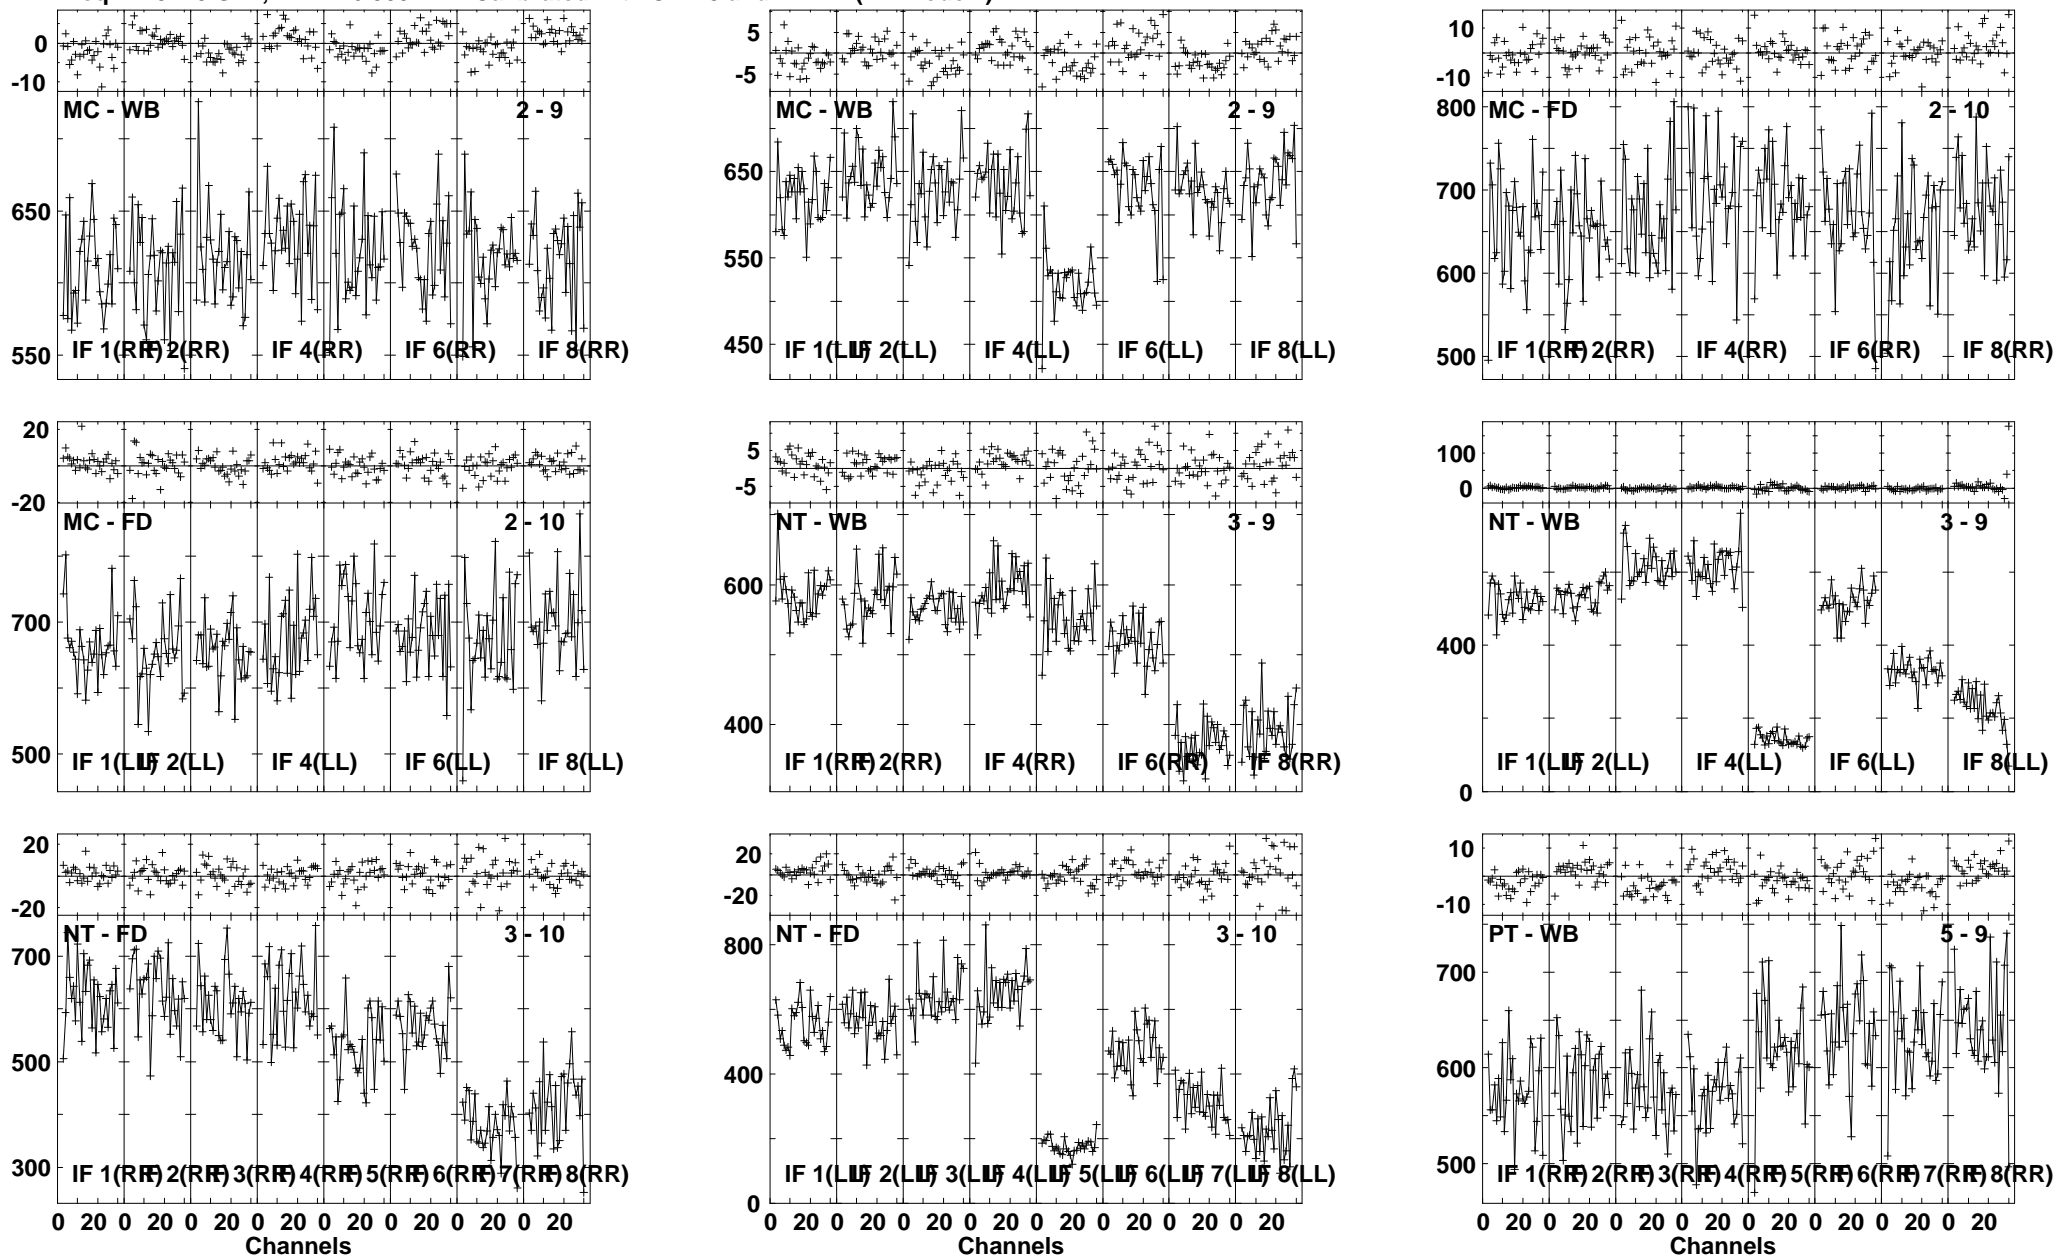 0
-10
MC - WB 2 - 9
650
550
IF 1(RR) IF 2(RR) IF 4(RR) IF 6(RR) IF 8(RR)
5
-5
MC - WB 2 - 9
650
550
450
IF 1(LL) IF 2(LL) IF 4(LL) IF 6(LL) IF 8(LL)
10
-10
MC - FD 2 - 10
800
700
600
500
IF 1(RR) IF 2(RR) IF 4(RR) IF 6(RR) IF 8(RR)
20
-20
MC - FD 2 - 10
700
500
IF 1(LL) IF 2(LL) IF 4(LL) IF 6(LL) IF 8(LL)
5
-5
NT - WB 3 - 9
600
400
IF 1(RR) IF 2(RR) IF 4(RR) IF 6(RR) IF 8(RR)
100
0
NT - WB 3 - 9
400
0
IF 1(LL) IF 2(LL) IF 4(LL) IF 6(LL) IF 8(LL)
20
-20
NT - FD 3 - 10
700
500
300
IF 1(RR) IF 2(RR) IF 3(RR) IF 4(RR) IF 5(RR) IF 6(RR) IF 7(RR) IF 8(RR)
0 20 0 20 0 20 0 20 0 20 0 20 0 20 0 20
Channels
20
-20
NT - FD 3 - 10
800
400
0
IF 1(LL) IF 2(LL) IF 3(LL) IF 4(LL) IF 5(LL) IF 6(LL) IF 7(LL) IF 8(LL)
0 20 0 20 0 20 0 20 0 20 0 20 0 20 0 20
Channels
10
-10
PT - WB 5 - 9
700
600
500
IF 1(RR) IF 2(RR) IF 3(RR) IF 4(RR) IF 5(RR) IF 6(RR) IF 7(RR) IF 8(RR)
0 20 0 20 0 20 0 20 0 20 0 20 0 20 0 20
Channels